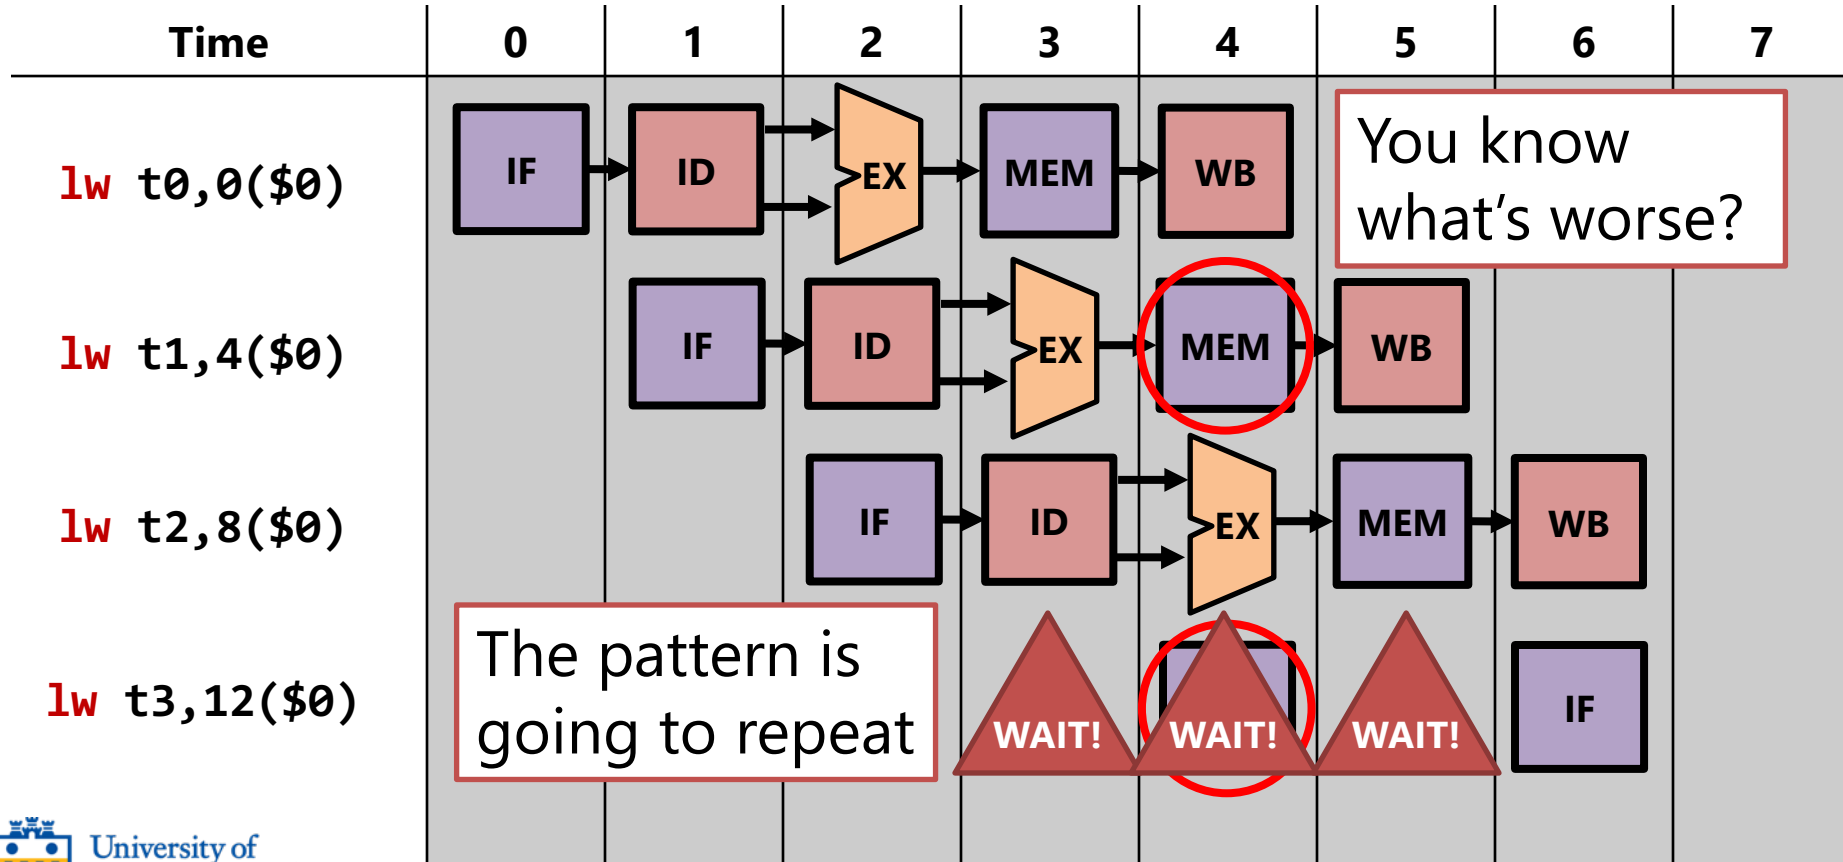 Time 0 1 2 3 4 5 6 7
lw t0,0($0) IF ID EX MEM WB
You know
what's worse?
lw t1,4($0) IF ID EX MEM WB
lw t2,8($0) IF ID EX MEM WB
The pattern is
going to repeat
lw t3,12($0) WAIT! WAIT! WAIT! IF
University of